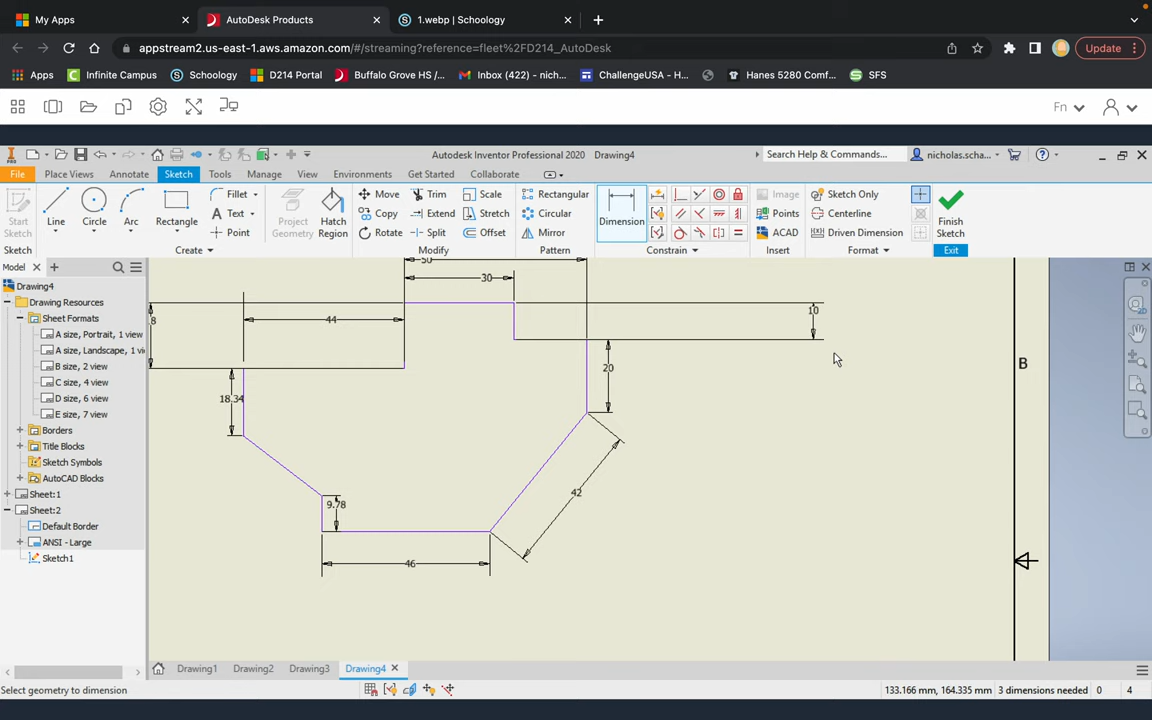 My Apps
AutoDesk Products
1.webp | Schoology
appstream2.us-east-1.aws.amazon.com/#/streaming?reference=fleet%2FD214_AutoDesk
Update
Apps
Infinite Campus
Schoology
D214 Portal
Buffalo Grove HS /...
Inbox (422) - nich...
ChallengeUSA - H...
Hanes 5280 Comf...
SFS
Fn
Autodesk Inventor Professional 2020 Drawing4
Search Help & Commands...
nicholas.scha...
File
Place Views
Annotate
Sketch
Tools
Manage
View
Environments
Get Started
Collaborate
Start Sketch
Line
Circle
Arc
Rectangle
Fillet
Text
Point
Project Geometry
Hatch Region
Move
Copy
Rotate
Trim
Extend
Split
Scale
Stretch
Offset
Rectangular
Circular
Mirror
Dimension
Image
Points
ACAD
Sketch Only
Centerline
Driven Dimension
Finish Sketch
Sketch
Create
Modify
Pattern
Constrain
Insert
Format
Exit
Model
Drawing4
Drawing Resources
Sheet Formats
A size, Portrait, 1 view
A size, Landscape, 1 vi
B size, 2 view
C size, 4 view
D size, 6 view
E size, 7 view
Borders
Title Blocks
Sketch Symbols
AutoCAD Blocks
Sheet:1
Sheet:2
Default Border
ANSI - Large
Sketch1
50
30
10
8
44
20
18.34
9.78
42
46
B
Drawing1
Drawing2
Drawing3
Drawing4
Select geometry to dimension
133.166 mm, 164.335 mm
3 dimensions needed
0
4